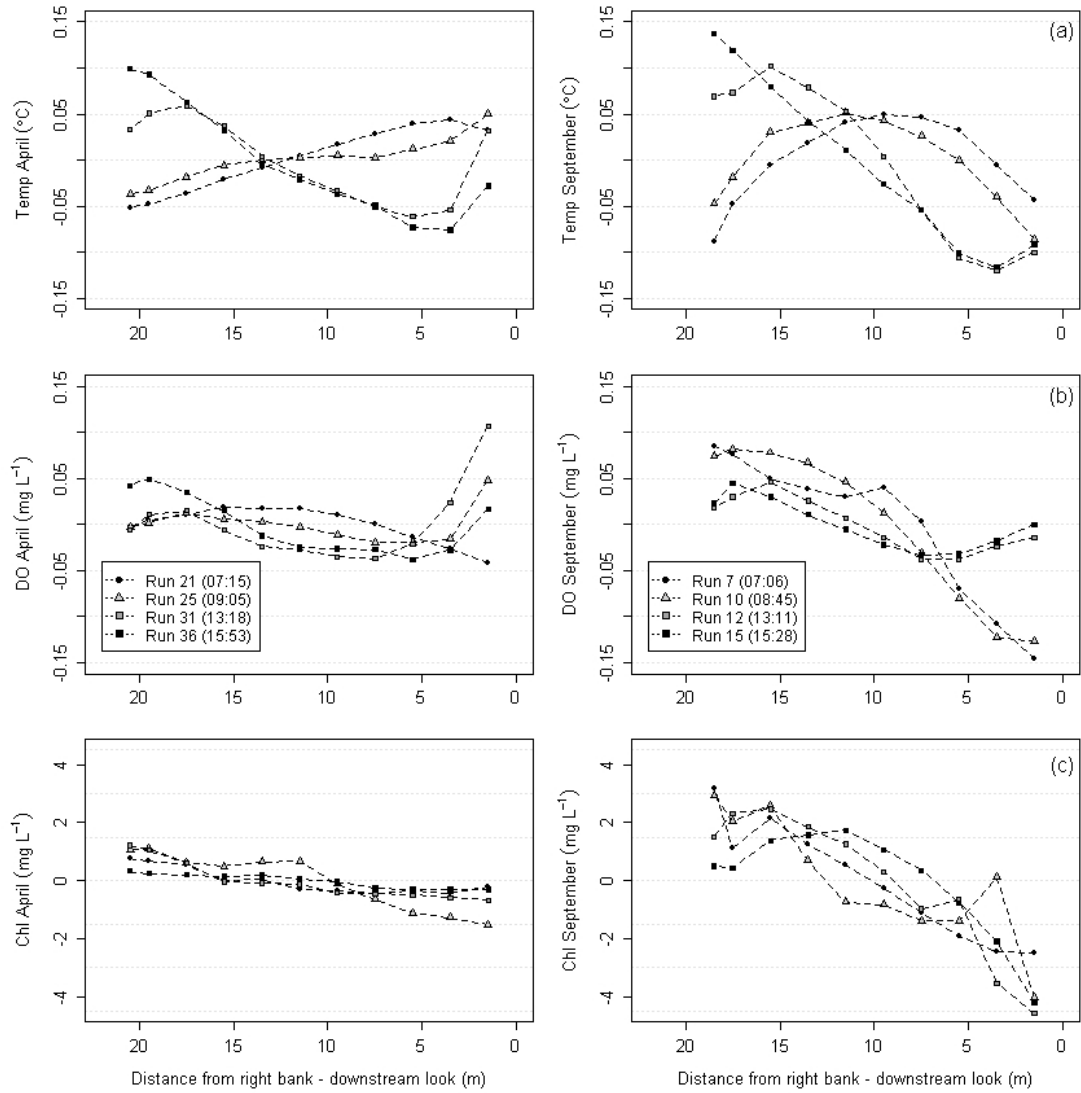 Temp April (°C)
0.15
0.05
-0.05
-0.15
20 15 10 5 0
(a)
Temp September (°C)
0.15
0.05
-0.05
-0.15
20 15 10 5 0
DO April (mg L⁻¹)
0.15
0.05
-0.05
-0.15
Run 21 (07:15)
Run 25 (09:05)
Run 31 (13:18)
Run 36 (15:53)
20 15 10 5 0
(b)
DO September (mg L⁻¹)
0.15
0.05
-0.05
-0.15
Run 7 (07:06)
Run 10 (08:45)
Run 12 (13:11)
Run 15 (15:28)
20 15 10 5 0
Chl April (mg L⁻¹)
4
2
0
-2
-4
20 15 10 5 0
Distance from right bank - downstream look (m)
(c)
Chl September (mg L⁻¹)
4
2
0
-2
-4
20 15 10 5 0
Distance from right bank - downstream look (m)